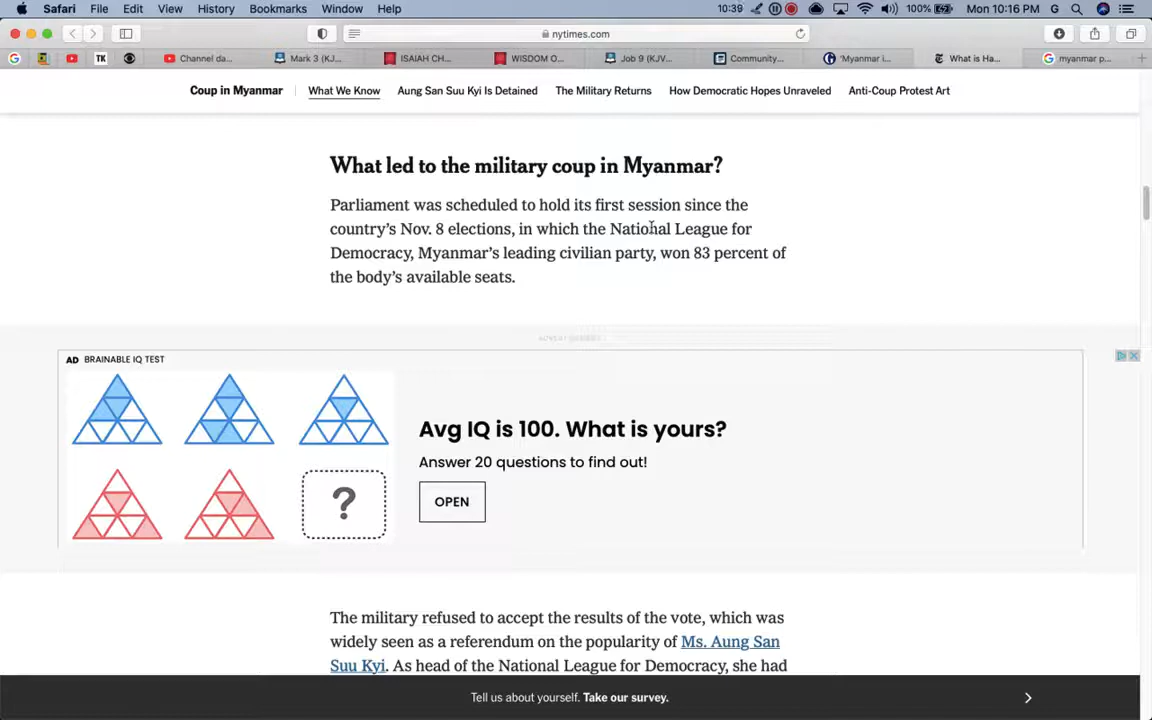 Safari File Edit View History Bookmarks Window Help 10:39 100% Mon 10:16 PM G
nytimes.com
TK Channel da... Mark 3 (KJ... ISAIAH CH... WISDOM O... Job 9 (KJV... Community... 'Myanmar i... What is Ha... myanmar p...
Coup in Myanmar What We Know Aung San Suu Kyi Is Detained The Military Returns How Democratic Hopes Unraveled Anti-Coup Protest Art
What led to the military coup in Myanmar?
Parliament was scheduled to hold its first session since the
country's Nov. 8 elections, in which the National League for
Democracy, Myanmar's leading civilian party, won 83 percent of
the body's available seats.
AD BRAINABLE IQ TEST
Avg IQ is 100. What is yours?
Answer 20 questions to find out!
?
OPEN
The military refused to accept the results of the vote, which was
widely seen as a referendum on the popularity of Ms. Aung San
Suu Kyi. As head of the National League for Democracy, she had
Tell us about yourself. Take our survey.